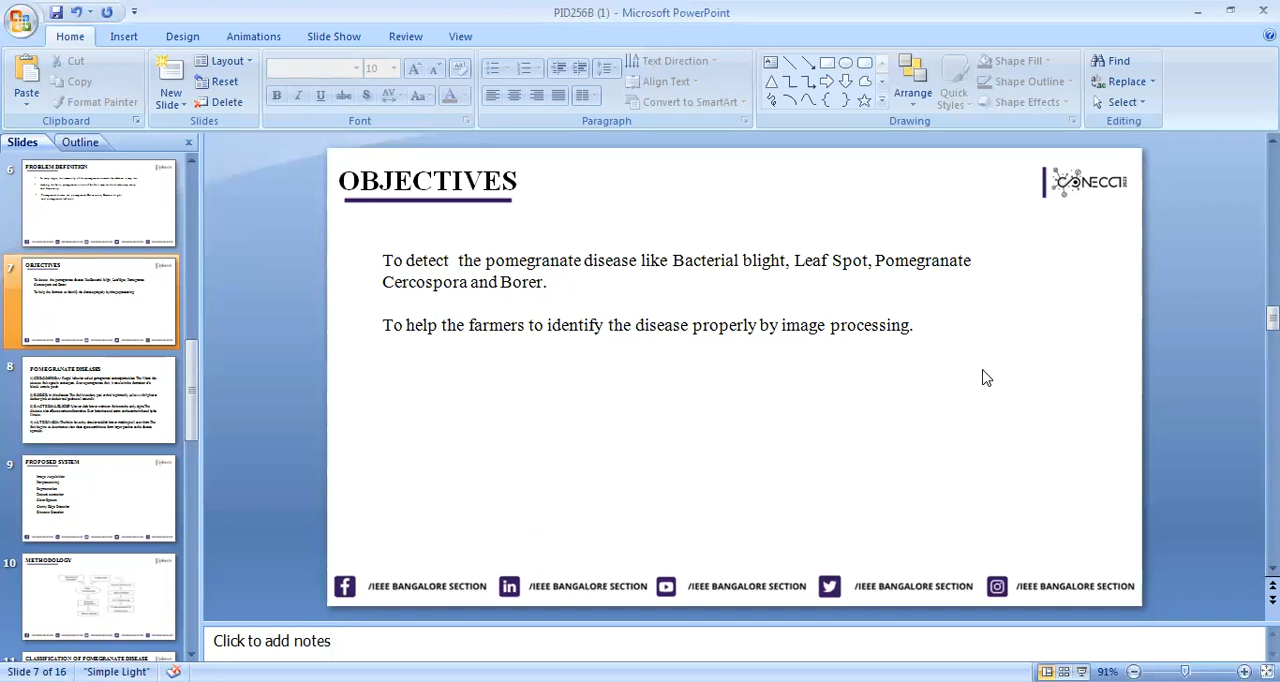 PID256B (1) - Microsoft PowerPoint
Home Insert Design Animations Slide Show Review View
Paste
Cut
Copy
Format Painter
Clipboard
New Slide
Layout
Reset
Delete
Slides
10
Font
Text Direction
Align Text
Convert to SmartArt
Paragraph
Arrange
Quick Styles
Shape Fill
Shape Outline
Shape Effects
Drawing
Find
Replace
Select
Editing
Slides Outline
6
PROBLEM DEFINITION
7
OBJECTIVES
8
POMEGRANATE DISEASES
9
PROPOSED SYSTEM
10
METHODOLOGY
11
CLASSIFICATION OF POMEGRANATE DISEASE
OBJECTIVES
CONECCT
To detect the pomegranate disease like Bacterial blight, Leaf Spot, Pomegranate
Cercospora and Borer.
To help the farmers to identify the disease properly by image processing.
/IEEE BANGALORE SECTION /IEEE BANGALORE SECTION /IEEE BANGALORE SECTION /IEEE BANGALORE SECTION /IEEE BANGALORE SECTION
Click to add notes
Slide 7 of 16 "Simple Light" 91%